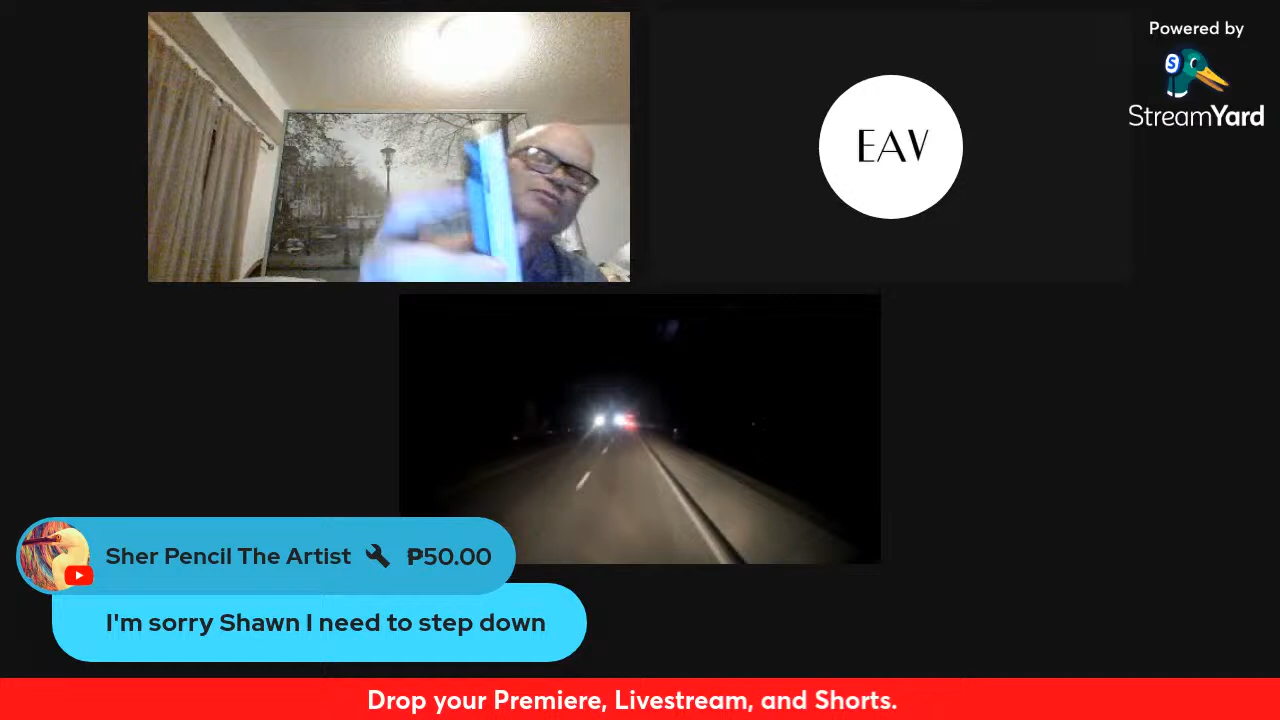 Powered by
StreamYard
EAV
Sher Pencil The Artist ₱50.00
I'm sorry Shawn I need to step down
Drop your Premiere, Livestream, and Shorts.